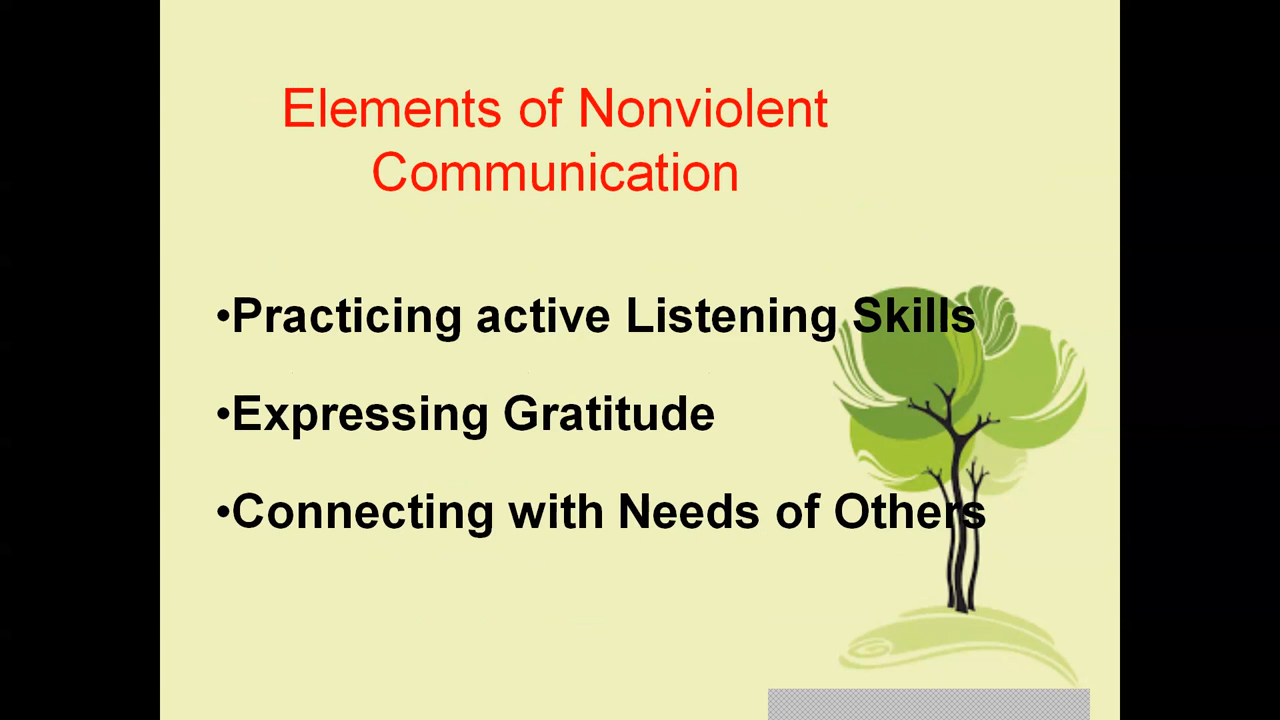 Elements of Nonviolent
Communication
•Practicing active Listening Skills
•Expressing Gratitude
•Connecting with Needs of Others